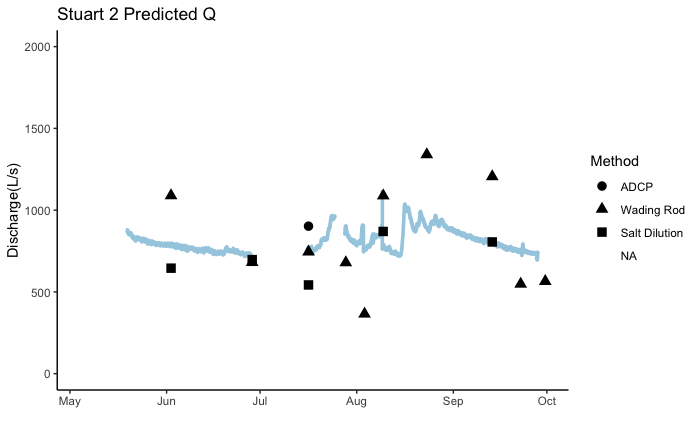 Stuart 2 Predicted Q
Discharge(L/s)
2000
1500
1000
500
0
May Jun Jul Aug Sep Oct
Method
ADCP
Wading Rod
Salt Dilution
NA